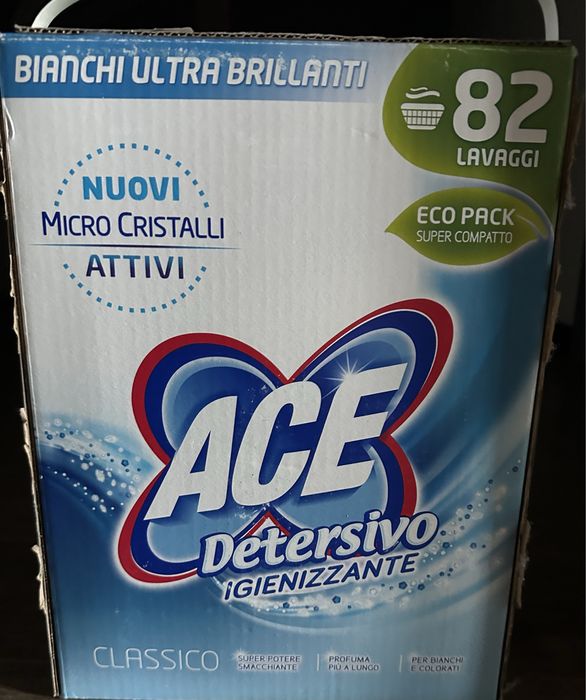 BIANCHI ULTRA BRILLANTI
82
LAVAGGI
NUOVI
MICRO CRISTALLI
ATTIVI
ECO PACK
SUPER COMPATTO
ACE
Detersivo
iGIENIZZANTE
CLASSICO
SUPER POTERE
SMACCHIANTE
PROFUMA
PIÙ A LUNGO
PER BIANCHI
E COLORATI